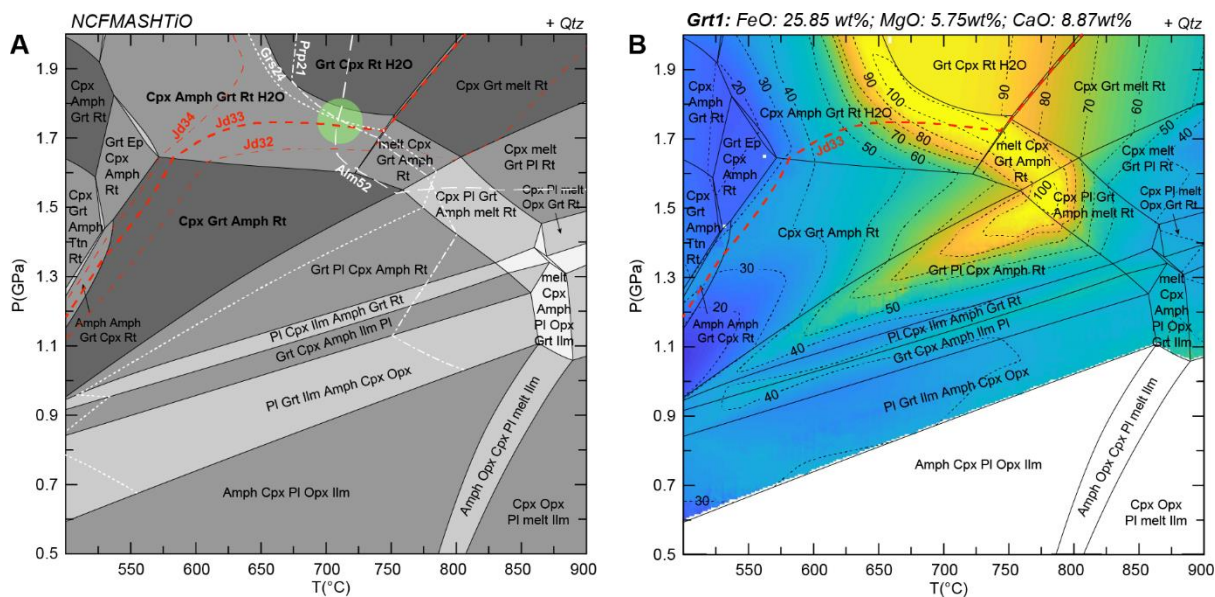 NCFMASHTiO
+ Qtz
A
1.9
1.7
1.5
1.3
1.1
0.9
0.7
0.5
P(GPa)
550
600
650
700
750
800
850
900
T(°C)
Grs24
Prp21
Grt Cpx Rt H2O
Cpx
Amph
Grt Rt
Cpx Amph Grt Rt H2O
Jd34
Jd33
Jd32
Alm52
Grt Ep
Cpx
Amph
Rt
melt Cpx
Grt Amph
Rt
Cpx melt
Grt Pl Rt
Cpx
Grt
Amph
Ttn
Rt
Cpx Grt Amph Rt
Cpx Pl Grt
Amph melt Rt
Cpx Pl melt
Opx Grt Rt
Grt Pl Cpx Amph Rt
melt
Cpx
Amph
Pl Opx
Grt Ilm
Amph Amph
Grt Cpx Rt
Pl Cpx Ilm Amph Grt Rt
Grt Cpx Amph Ilm Pl
Pl Grt Ilm Amph Cpx Opx
Amph Cpx Pl Opx Ilm
Amph Opx Cpx Pl melt Ilm
Cpx Opx
Pl melt Ilm
Grt1: FeO: 25.85 wt%; MgO: 5.75wt%; CaO: 8.87wt%
+ Qtz
B
1.9
1.7
1.5
1.3
1.1
0.9
0.7
0.5
P(GPa)
550
600
650
700
750
800
850
900
T(°C)
20
30
40
90
100
90
80
70
60
Grt Cpx Rt H2O
Cpx
Amph
Grt Rt
Cpx Amph Grt Rt H2O
Jd33
80
70
60
50
50
40
Grt Ep
Cpx
Amph
Rt
melt Cpx
Grt Amph
Rt
Cpx melt
Grt Pl Rt
20
Cpx
Grt
Amph
Ttn
Rt
Cpx Grt Amph Rt
100
Cpx Pl Grt
Amph melt Rt
Cpx Pl melt
Opx Grt Rt
30
Grt Pl Cpx Amph Rt
20
50
melt
Cpx
Amph
Pl Opx
Grt Ilm
Amph Amph
Grt Cpx Rt
40
Pl Cpx Ilm Amph Grt Rt
Grt Cpx Amph Ilm Pl
40
Pl Grt Ilm Amph Cpx Opx
30
Amph Cpx Pl Opx Ilm
Amph Opx Cpx Pl melt Ilm
Cpx Opx
Pl melt Ilm